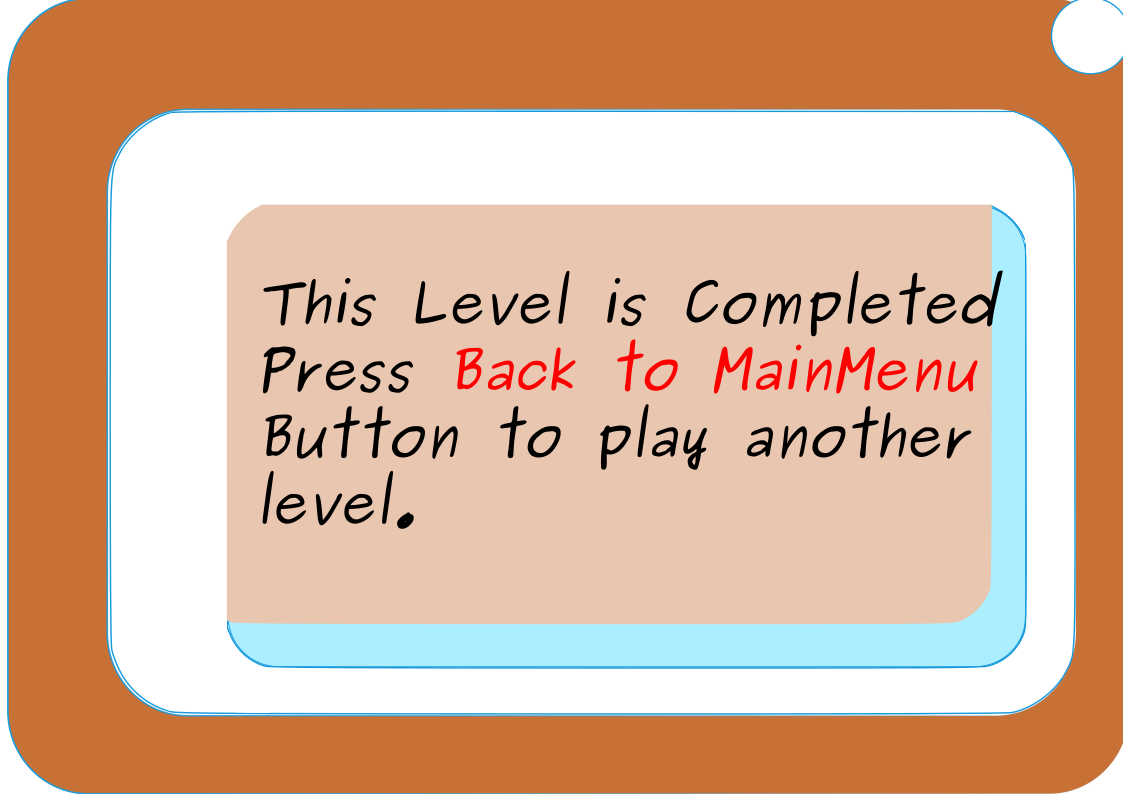 This Level is Completed
Press Back to MainMenu
Button to play another
level.